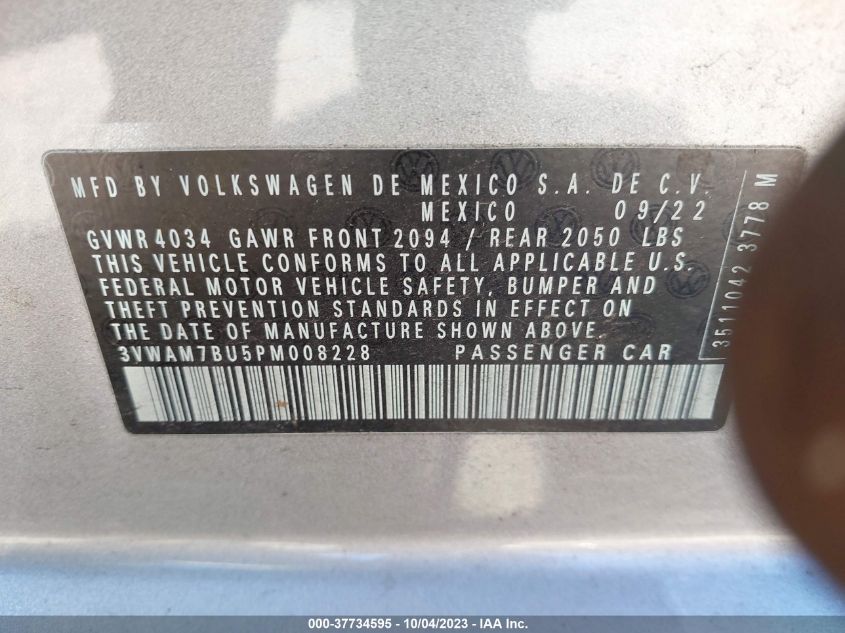 MFD BY VOLKSWAGEN DE MEXICO S.A. DE C.V.
MEXICO 09/22
GVWR4034 GAWR FRONT 2094 / REAR 2050 LBS
THIS VEHICLE CONFORMS TO ALL APPLICABLE U.S.
FEDERAL MOTOR VEHICLE SAFETY, BUMPER AND
THEFT PREVENTION STANDARDS IN EFFECT ON
THE DATE OF MANUFACTURE SHOWN ABOVE.
3VWAM7BU5PM008228 PASSENGER CAR
3511042 3778 M
000-37734595 - 10/04/2023 - IAA Inc.